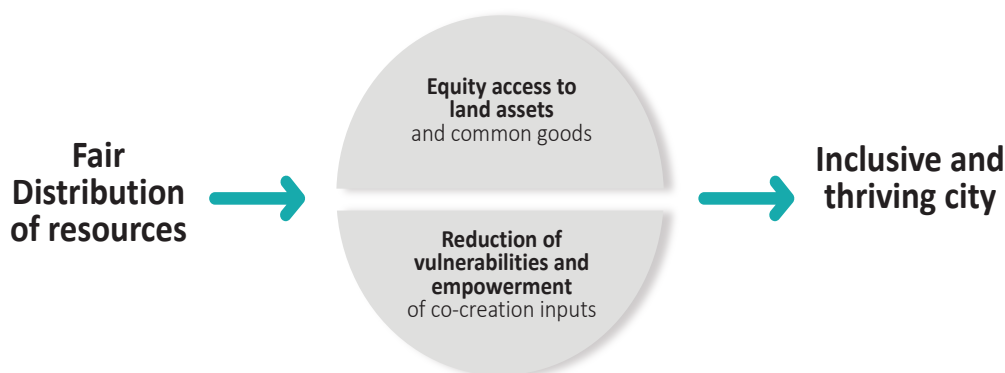 Fair
Distribution
of resources
Equity access to
land assets
and common goods
Reduction of
vulnerabilities and
empowerment
of co-creation inputs
Inclusive and
thriving city